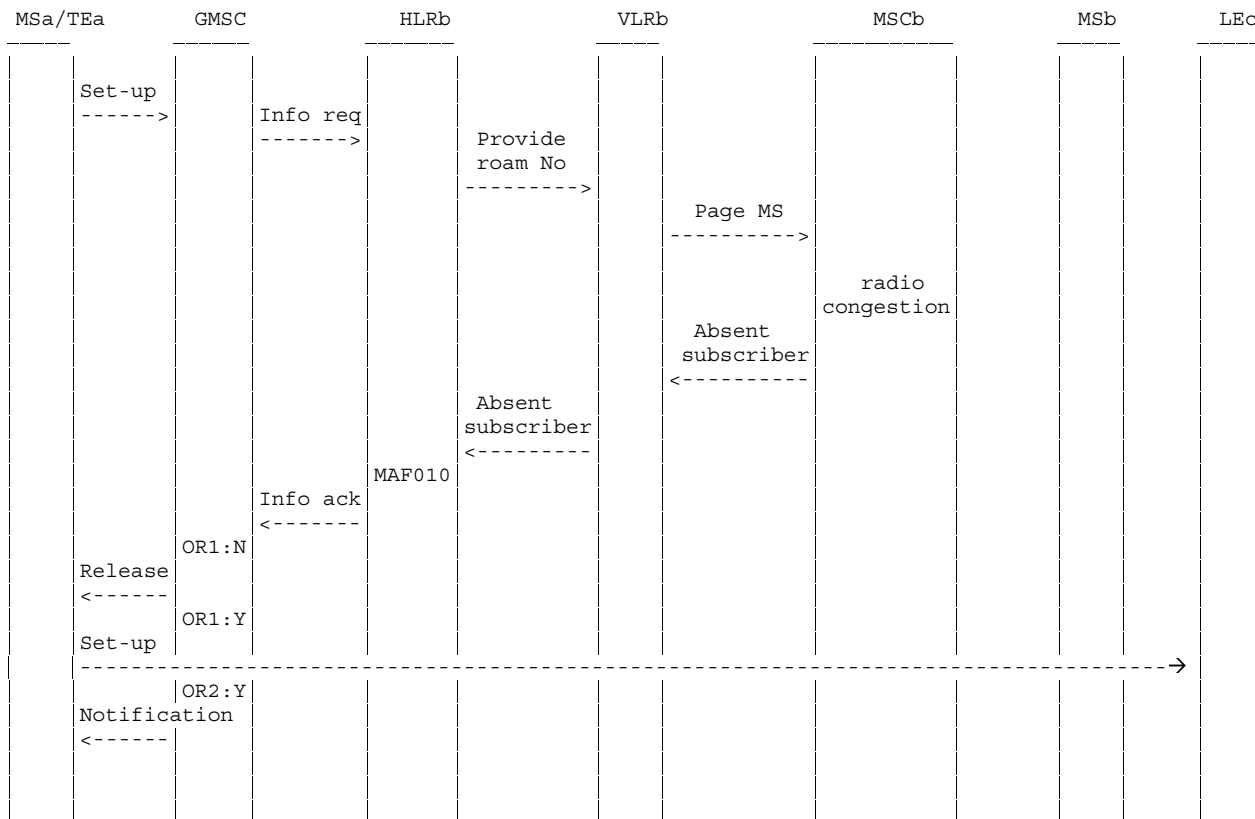 MSa/TEa GMSC HLRb VLRb MSCb MSb LEc
Set-up
------>
Info req
------->
Provide
roam No
--------->
Page MS
---------->
radio
congestion
Absent
subscriber
<----------
Absent
subscriber
<---------
MAF010
Info ack
<-------
OR1:N
Release
<------
OR1:Y
Set-up
OR2:Y
Notification
<------